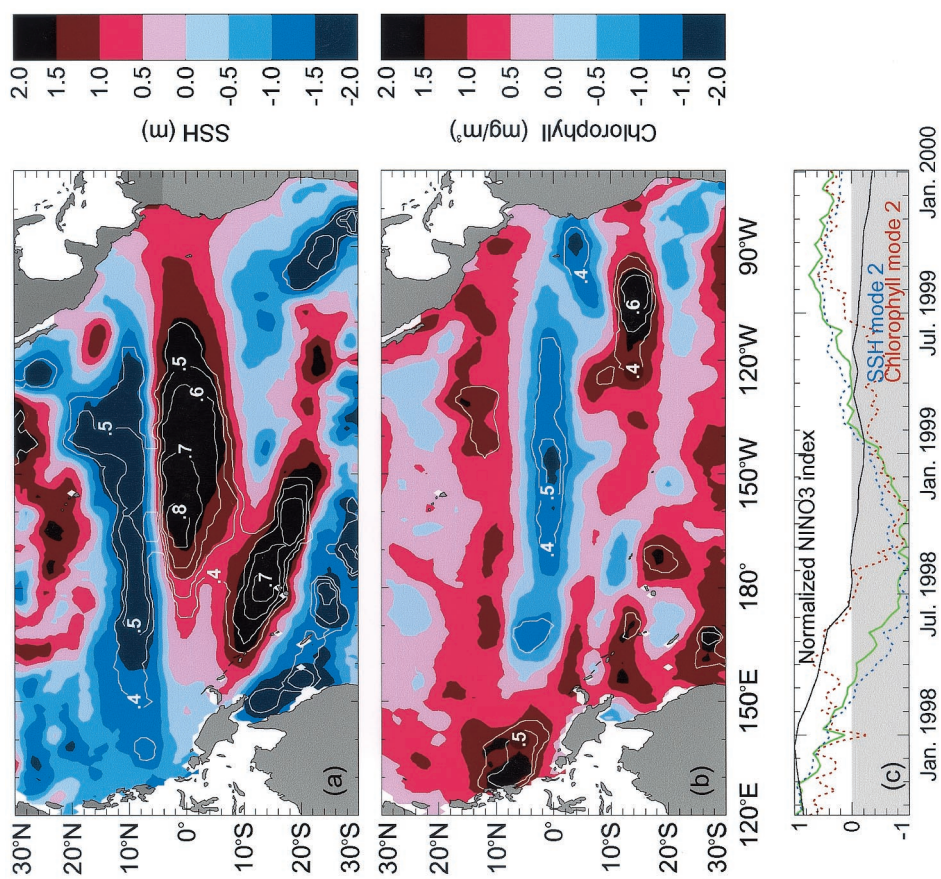 2.0
1.5
1.0
0.5
0.0
-0.5
-1.0
-1.5
-2.0
SSH (m)
30°N
20°N
10°N
0°
10°S
20°S
30°S
(a)
.4
.5
.5
.4
.8
.7
.6
.5
.7
2.0
1.5
1.0
0.5
0.0
-0.5
-1.0
-1.5
-2.0
Chlorophyll (mg/m³)
30°N
20°N
10°N
0°
10°S
20°S
30°S
(b)
.5
.4
.5
.4
.4
.6
120°E
150°E
180°
150°W
120°W
90°W
Normalized NINO3 index
SSH mode 2
Chlorophyll mode 2
1
0
-1
(c)
Jan. 1998
Jul. 1998
Jan. 1999
Jul. 1999
Jan. 2000